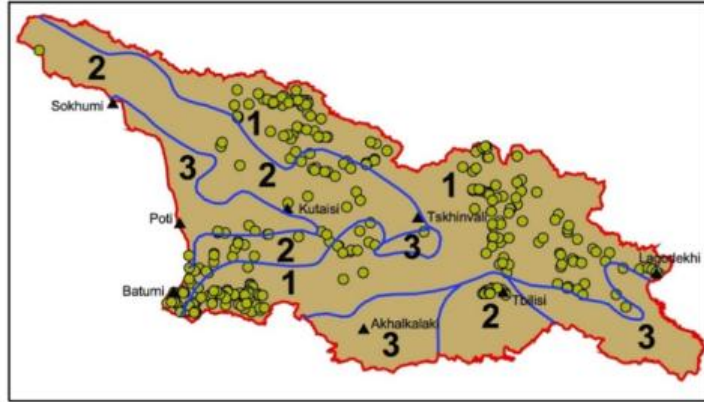 2
Sokhumi
1
3
2
1
Kutaisi
Tskhinvali
Poti
2
3
Lagodekhi
Batumi
1
Tbilisi
2
Akhalkalaki
3
3